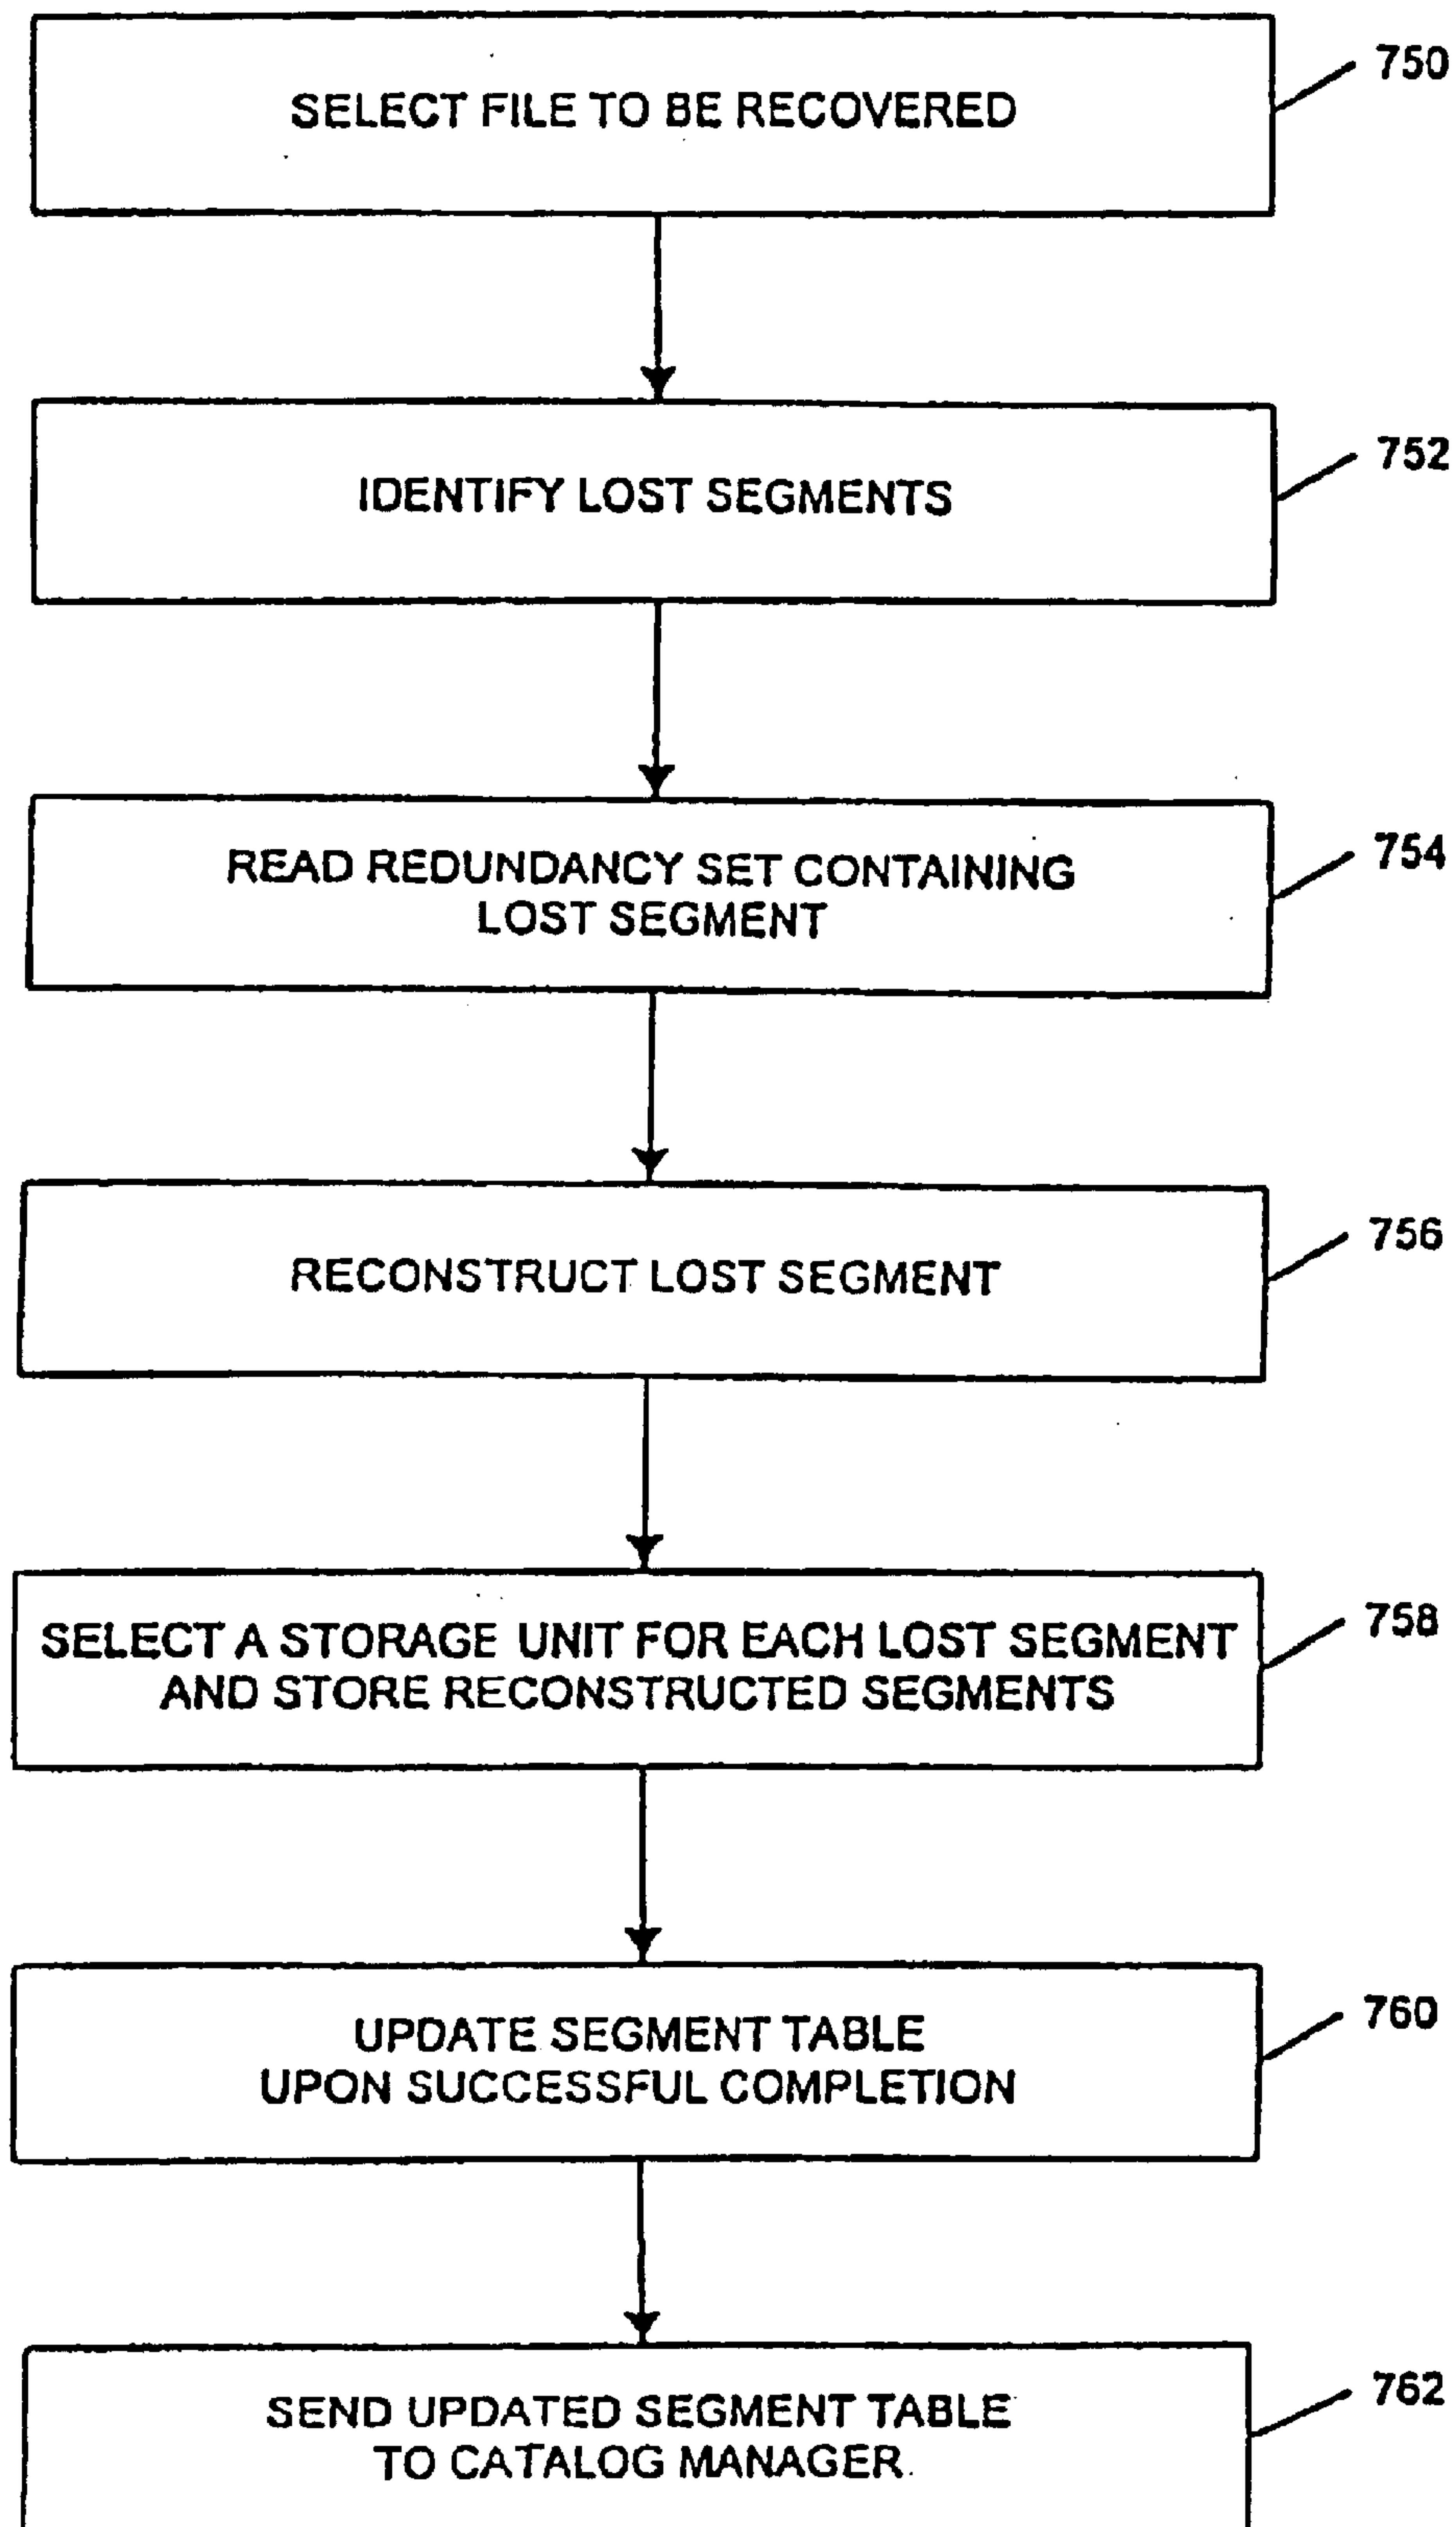 SELECT FILE TO BE RECOVERED
750
IDENTIFY LOST SEGMENTS
752
READ REDUNDANCY SET CONTAINING
LOST SEGMENT
754
RECONSTRUCT LOST SEGMENT
756
SELECT A STORAGE UNIT FOR EACH LOST SEGMENT
AND STORE RECONSTRUCTED SEGMENTS
758
UPDATE SEGMENT TABLE
UPON SUCCESSFUL COMPLETION
760
SEND UPDATED SEGMENT TABLE
TO CATALOG MANAGER
762